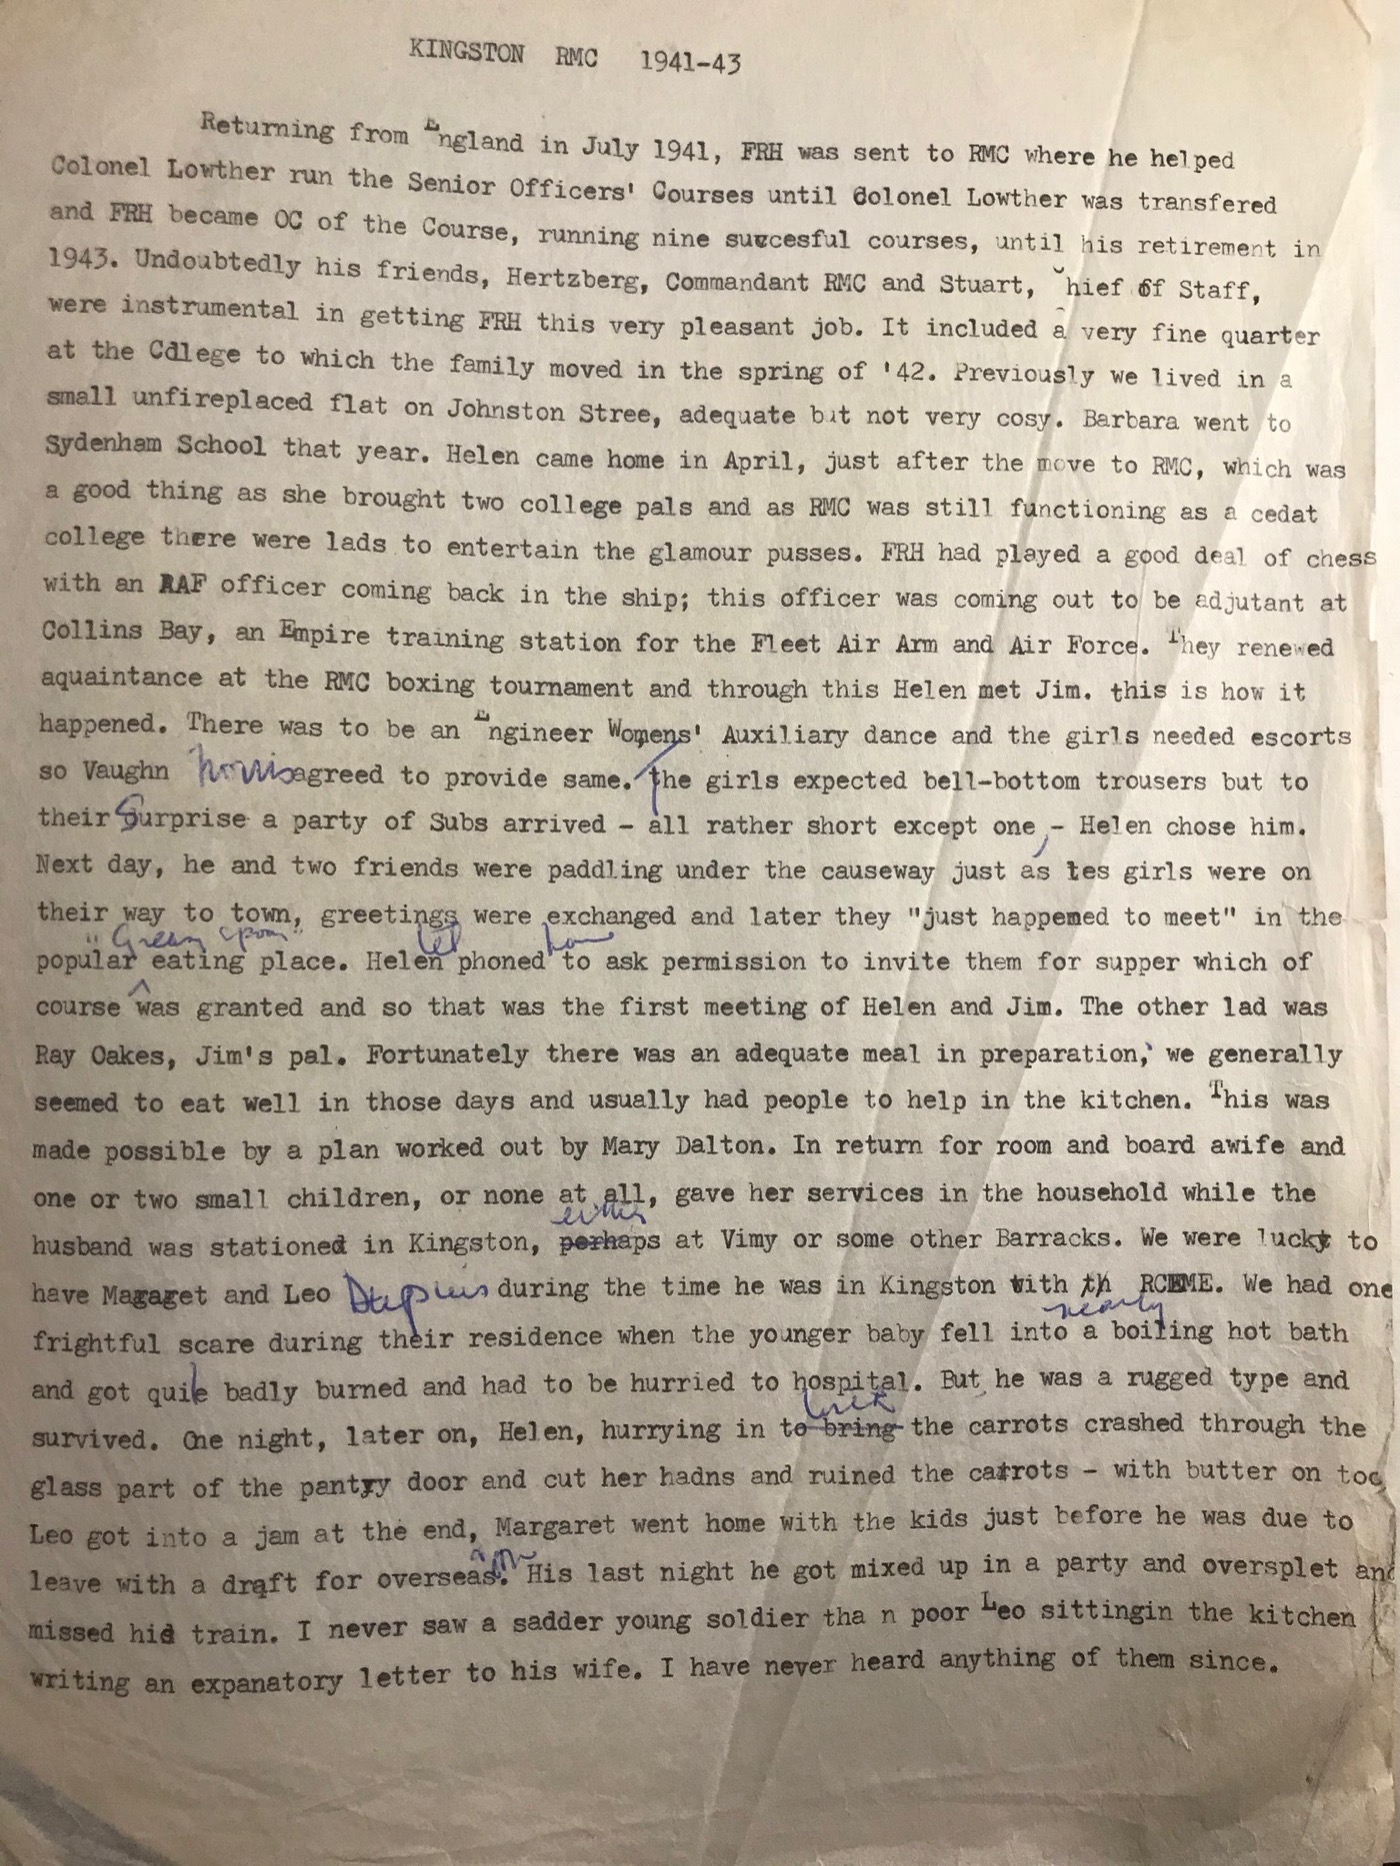 KINGSTON RMC 1941-43
Returning from England in July 1941, FRH was sent to RMC where he helped
Colonel Lowther run the Senior Officers' Courses until Colonel Lowther was transfered
and FRH became OC of the Course, running nine succesful courses, until his retirement in
1943. Undoubtedly his friends, Hertzberg, Commandant RMC and Stuart, Chief of Staff,
were instrumental in getting FRH this very pleasant job. It included a very fine quarter
at the Cdlege to which the family moved in the spring of '42. Previously we lived in a
small unfireplaced flat on Johnston Stree, adequate but not very cosy. Barbara went to
Sydenham School that year. Helen came home in April, just after the move to RMC, which was
a good thing as she brought two college pals and as RMC was still functioning as a cedat
college there were lads to entertain the glamour pusses. FRH had played a good deal of chess
with an RAF officer coming back in the ship; this officer was coming out to be adjutant at
Collins Bay, an Empire training station for the Fleet Air Arm and Air Force. They renewed
aquaintance at the RMC boxing tournament and through this Helen met Jim. this is how it
happened. There was to be an Engineer Womens' Auxiliary dance and the girls needed escorts
so Vaughn Norris agreed to provide same. The girls expected bell-bottom trousers but to
their Surprise a party of Subs arrived - all rather short except one, - Helen chose him.
Next day, he and two friends were paddling under the causeway just as tes girls were on
their way to town, greetings were exchanged and later they "just happened to meet" in the
"Green Spoon" tel home
popular eating place. Helen phoned to ask permission to invite them for supper which of
course was granted and so that was the first meeting of Helen and Jim. The other lad was
Ray Oakes, Jim's pal. Fortunately there was an adequate meal in preparation, we generally
seemed to eat well in those days and usually had people to help in the kitchen. This was
made possible by a plan worked out by Mary Dalton. In return for room and board awife and
one or two small children, or none at all, gave her services in the household while the
either
husband was stationed in Kingston, perhaps at Vimy or some other Barracks. We were lucky to
have Magaget and Leo during the time he was in Kingston with th RCEME. We had one
nearly
frightful scare during their residence when the younger baby fell into a boiling hot bath
and got quite badly burned and had to be hurried to hospital. But he was a rugged type and
survived. One night, later on, Helen, hurrying in to bring the carrots crashed through the
glass part of the pantry door and cut her hadns and ruined the carrots - with butter on too
Leo got into a jam at the end, Margaret went home with the kids just before he was due to
leave with a draft for overseas. His last night he got mixed up in a party and oversplet and
missed his train. I never saw a sadder young soldier tha n poor Leo sittingin the kitchen
writing an expanatory letter to his wife. I have never heard anything of them since.